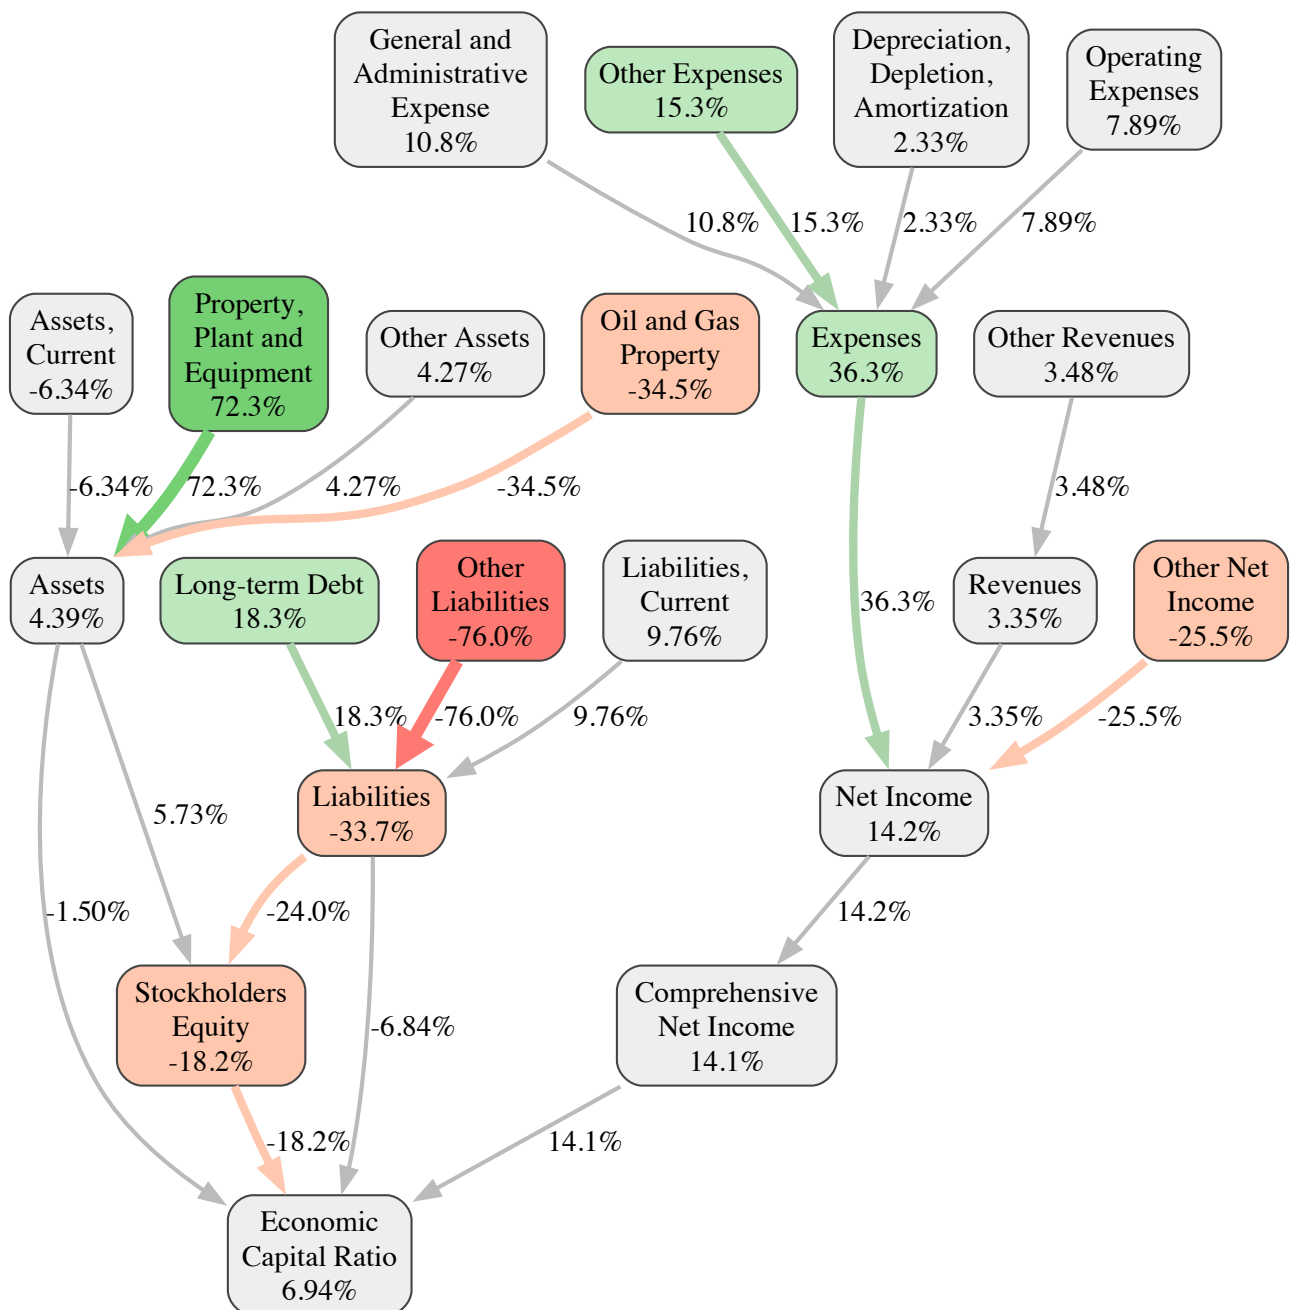 General and
Administrative
Expense
10.8%
Other Expenses
15.3%
Depreciation,
Depletion,
Amortization
2.33%
Operating
Expenses
7.89%
10.8%
15.3%
2.33%
7.89%
Assets,
Current
-6.34%
Property,
Plant and
Equipment
72.3%
Other Assets
4.27%
Oil and Gas
Property
-34.5%
Expenses
36.3%
Other Revenues
3.48%
-6.34%
72.3%
4.27%
-34.5%
3.48%
Assets
4.39%
Long-term Debt
18.3%
Other
Liabilities
-76.0%
Liabilities,
Current
9.76%
36.3%
Revenues
3.35%
Other Net
Income
-25.5%
18.3%
-76.0%
9.76%
3.35%
-25.5%
5.73%
Liabilities
-33.7%
Net Income
14.2%
-1.50%
-24.0%
14.2%
Stockholders
Equity
-18.2%
-6.84%
Comprehensive
Net Income
14.1%
-18.2%
14.1%
Economic
Capital Ratio
6.94%